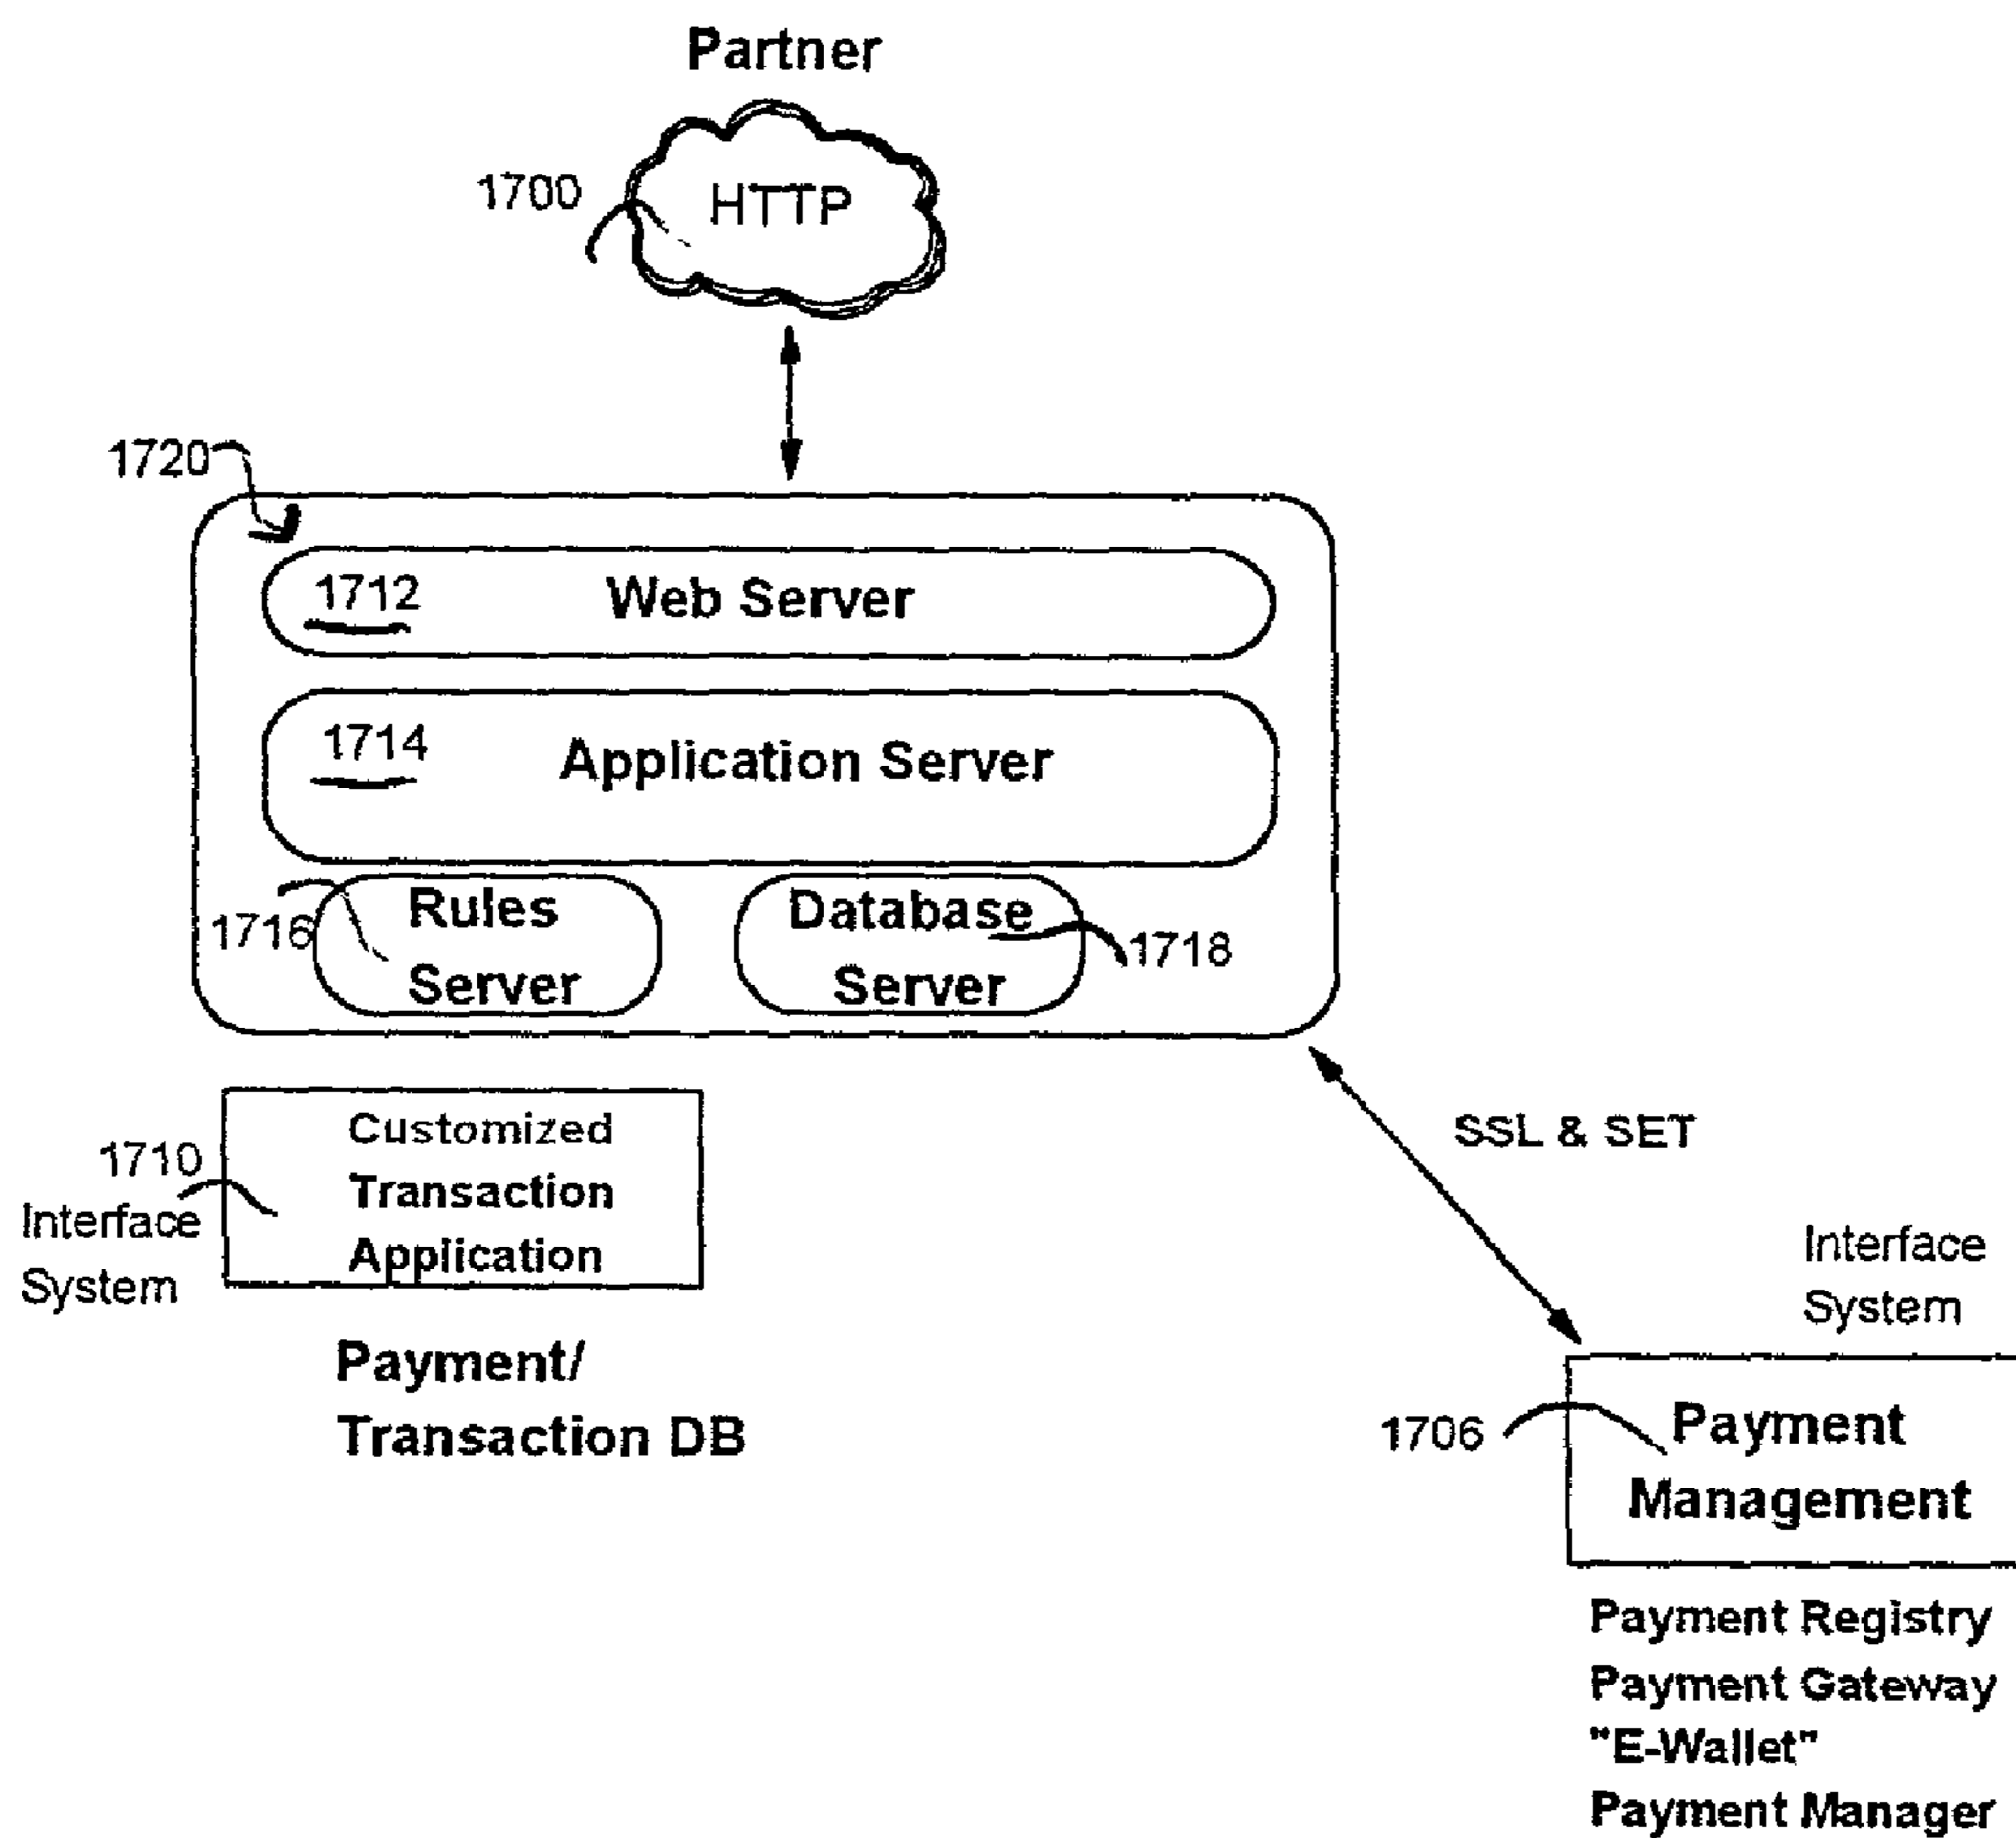 Partner
1700
HTTP
1720
1712 Web Server
1714 Application Server
Rules
Server
1716
Database
Server
1718
Customized
Transaction
Application
1710
Interface
System
Payment/
Transaction DB
SSL & SET
Interface
System
1706
Payment
Management
Payment Registry
Payment Gateway
"E-Wallet"
Payment Manager